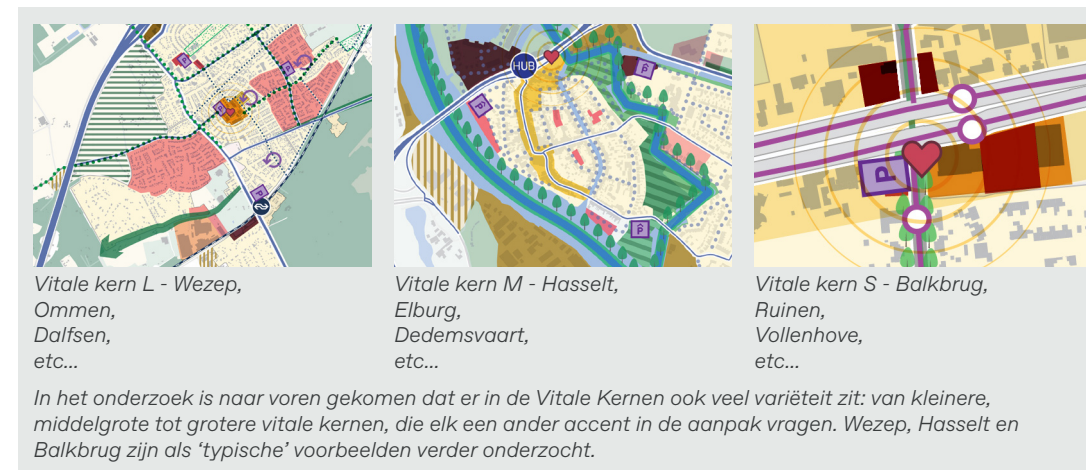 P
P
P
P
HUB
P
P
P
P
Vitale kern L - Wezep,
Ommen,
Dalfsen,
etc...
Vitale kern M - Hasselt,
Elburg,
Dedemsvaart,
etc...
Vitale kern S - Balkbrug,
Ruinen,
Vollenhove,
etc...
In het onderzoek is naar voren gekomen dat er in de Vitale Kernen ook veel variëteit zit: van kleinere,
middelgrote tot grotere vitale kernen, die elk een ander accent in de aanpak vragen. Wezep, Hasselt en
Balkbrug zijn als ‘typische’ voorbeelden verder onderzocht.